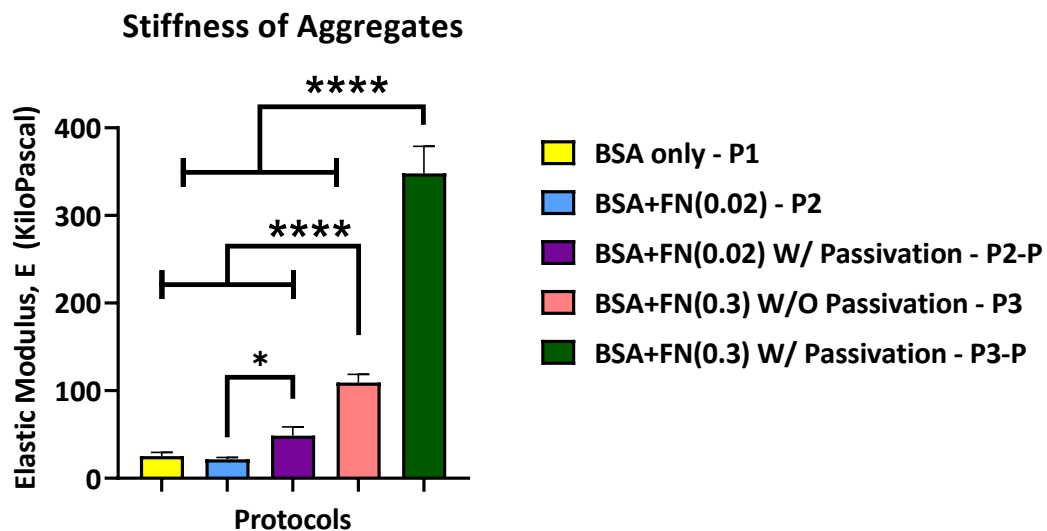 Stiffness of Aggregates
Elastic Modulus, E (KiloPascal)
400
300
200
100
0
****
****
*
Protocols
BSA only - P1
BSA+FN(0.02) - P2
BSA+FN(0.02) W/ Passivation - P2-P
BSA+FN(0.3) W/O Passivation - P3
BSA+FN(0.3) W/ Passivation - P3-P